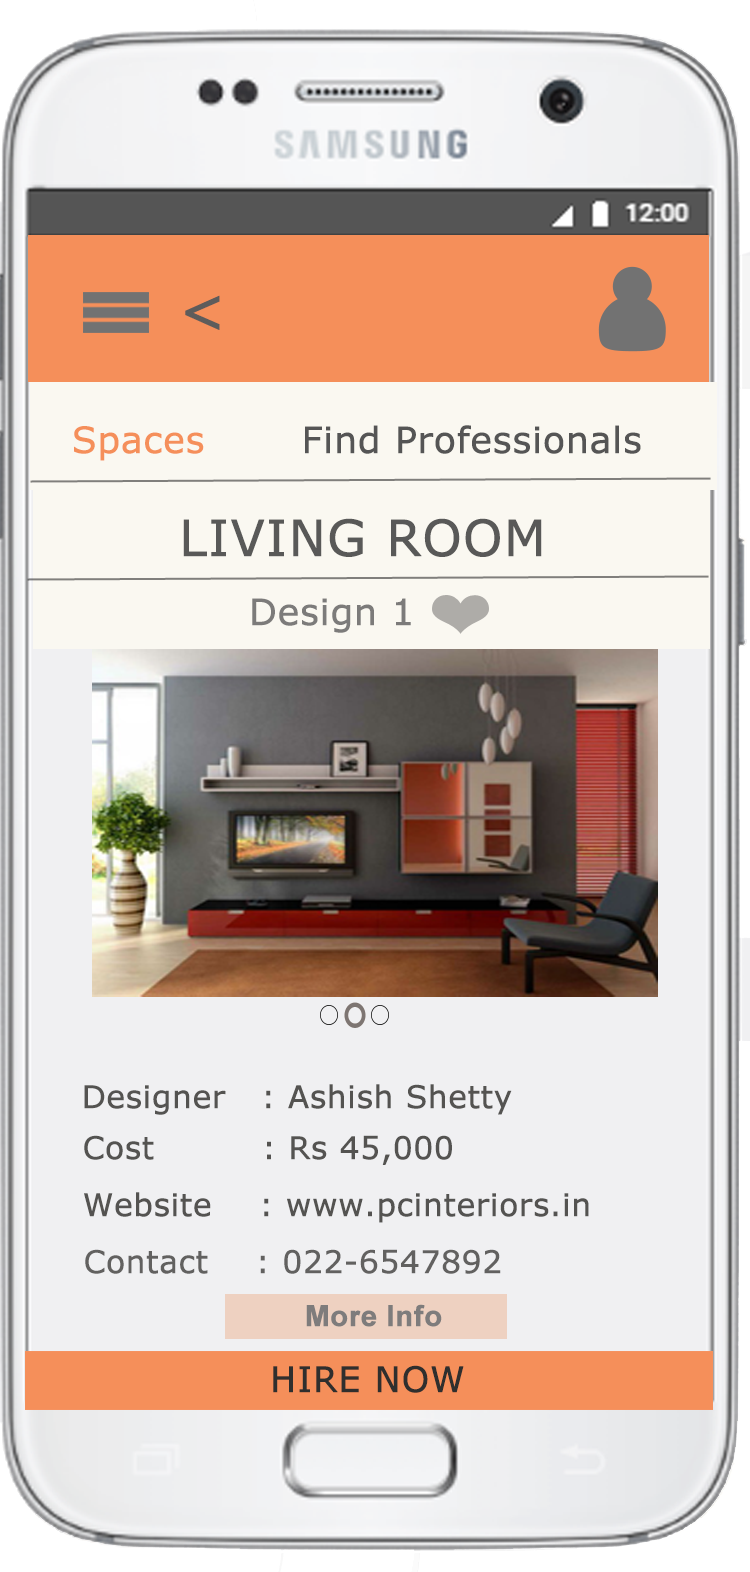 SAMSUNG
12:00
<
Spaces Find Professionals
LIVING ROOM
Design 1
Designer : Ashish Shetty
Cost : Rs 45,000
Website : www.pcinteriors.in
Contact : 022-6547892
More Info
HIRE NOW